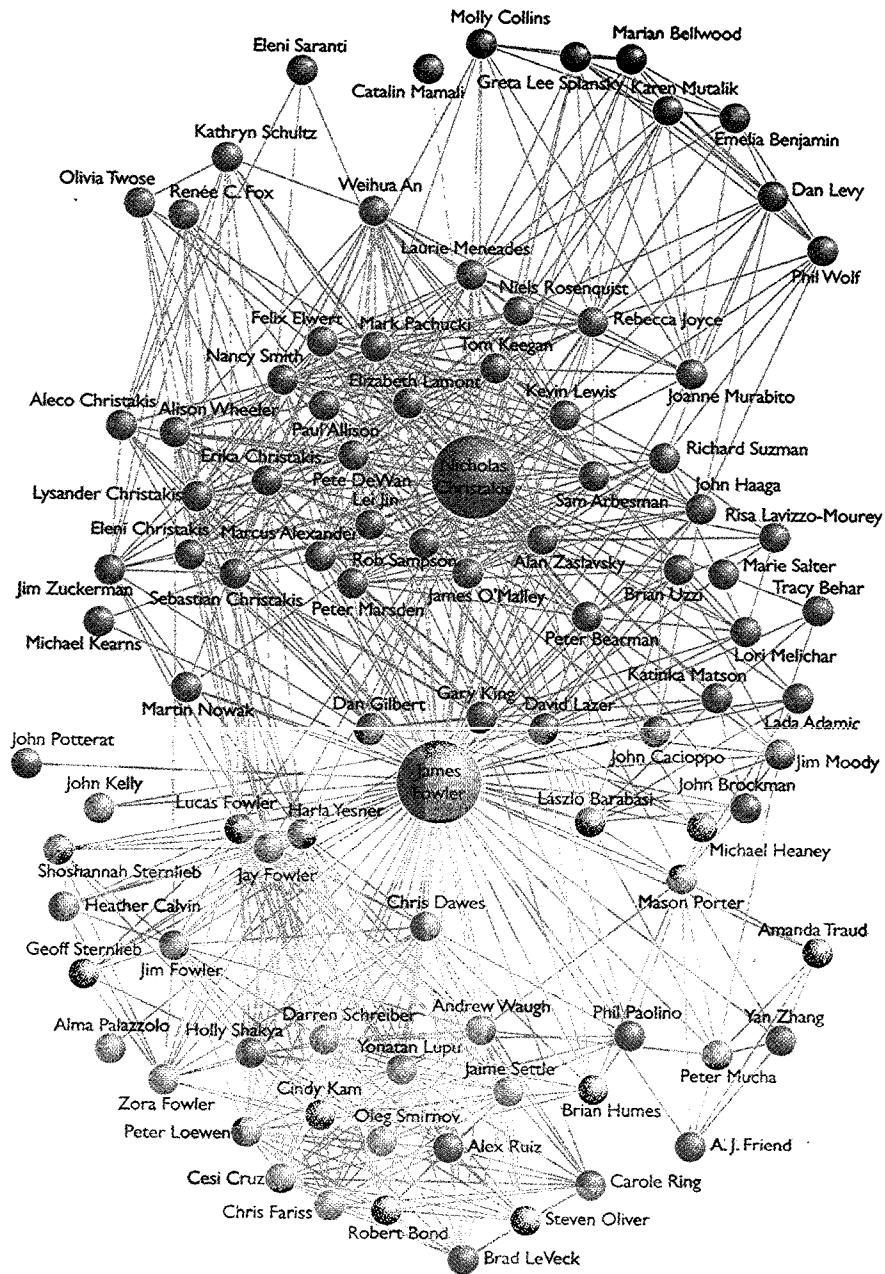 Molly Collins
Marian Bellwood
Eleni Saranti
Catalin Mamali
Greta Lee Splansky
Karen Mutalik
Emelia Benjamin
Kathryn Schultz
Olivia Twose
Renée C. Fox
Weihua An
Dan Levy
Laurie Meneades
Phil Wolf
Niels Rosenquist
Felix Elwert
Mark Pachucki
Rebecca Joyce
Tom Keegan
Nancy Smith
Elizabeth Lamont
Kevin Lewis
Joanne Murabito
Aleco Christakis
Alison Wheeler
Paul Allison
Richard Suzman
Erika Christakis
Nicholas
Christakis
Pete DeWan
John Haaga
Lysander Christakis
Lei Jin
Sam Arbesman
Risa Lavizzo-Mourey
Eleni Christakis
Marcus Alexander
Rob Sampson
Alan Zaslavsky
Marie Salter
Jim Zuckerman
Sebastian Christakis
Peter Marsden
James O'Malley
Brian Uzzi
Tracy Behar
Michael Kearns
Peter Bearman
Lori Melichar
Katinka Matson
Martin Nowak
Dan Gilbert
Gary King
David Lazer
Lada Adamic
John Potterat
John Cacioppo
Jim Moody
James
Fowler
John Kelly
Lucas Fowler
Harla Yesner
László Barabási
John Brockman
Michael Heaney
Shoshannah Sternlieb
Jay Fowler
Heather Calvin
Chris Dawes
Mason Porter
Amanda Traud
Geoff Sternlieb
Jim Fowler
Alma Palazzolo
Holly Shakya
Darren Schreiber
Andrew Waugh
Phil Paolino
Yan Zhang
Yonatan Lupu
Zora Fowler
Cindy Kam
Jaime Settle
Peter Mucha
Brian Humes
Peter Loewen
Oleg Smirnov
Alex Ruiz
A. J. Friend
Cesi Cruz
Carole Ring
Chris Fariss
Robert Bond
Steven Oliver
Brad LeVeck